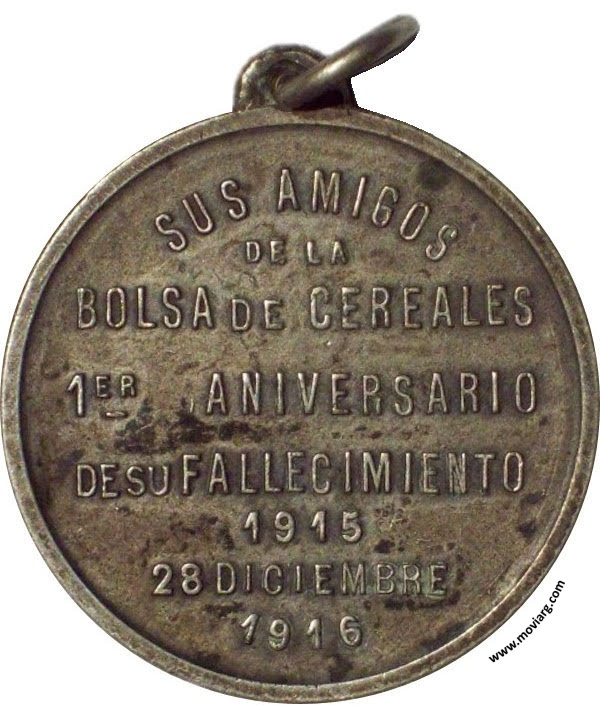 SUS AMIGOS
DE LA
BOLSA DE CEREALES
1ER ANIVERSARIO
DE SU FALLECIMIENTO
1915
28 DICIEMBRE
1916
www.moviarg.com